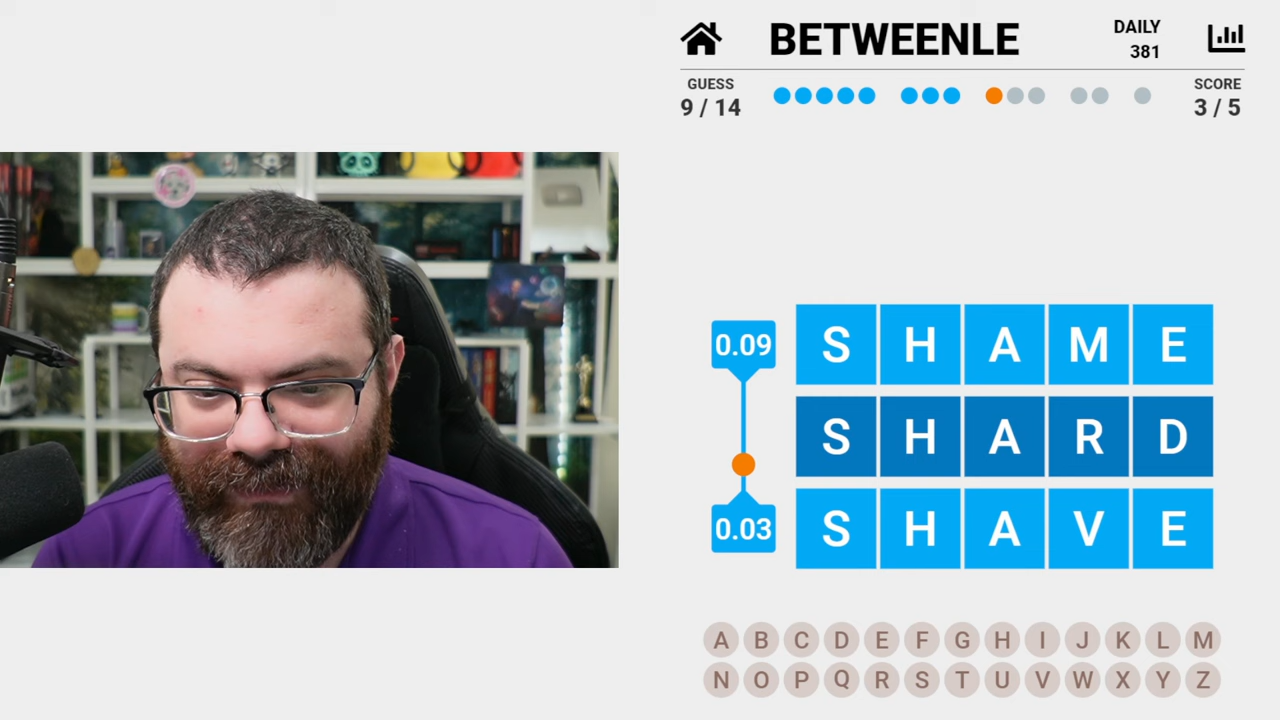 BETWEENLE
DAILY
381
GUESS
9 / 14
SCORE
3 / 5
0.09
SHAME
SHARD
0.03
SHAVE
A B C D E F G H I J K L M
N O P Q R S T U V W X Y Z